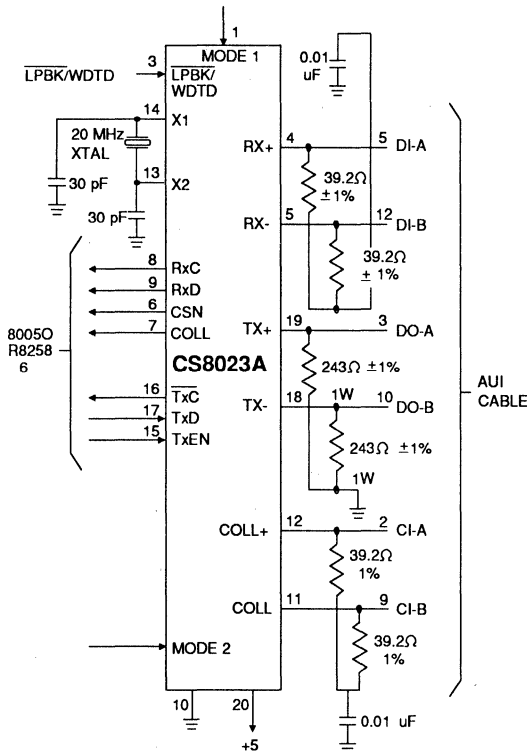 1
MODE 1
0.01
uF
3
LPBK/WDTD
LPBK/
WDTD
14
X1
20 MHz
XTAL
13
X2
30 pF
30 pF
RX+
4
5
DI-A
39.2Ω
±1%
RX-
5
12
DI-B
39.2Ω
± 1%
8
RxC
9
RxD
6
CSN
7
COLL
8005O
R8258
6
CS8023A
TX+
19
3
DO-A
243Ω ±1%
TX-
18
1W
10
DO-B
243Ω ±1%
1W
AUI
CABLE
16
TxC
17
TxD
15
TxEN
COLL+
12
2
CI-A
39.2Ω
1%
COLL
11
9
CI-B
39.2Ω
1%
MODE 2
10
20
+5
0.01 uF